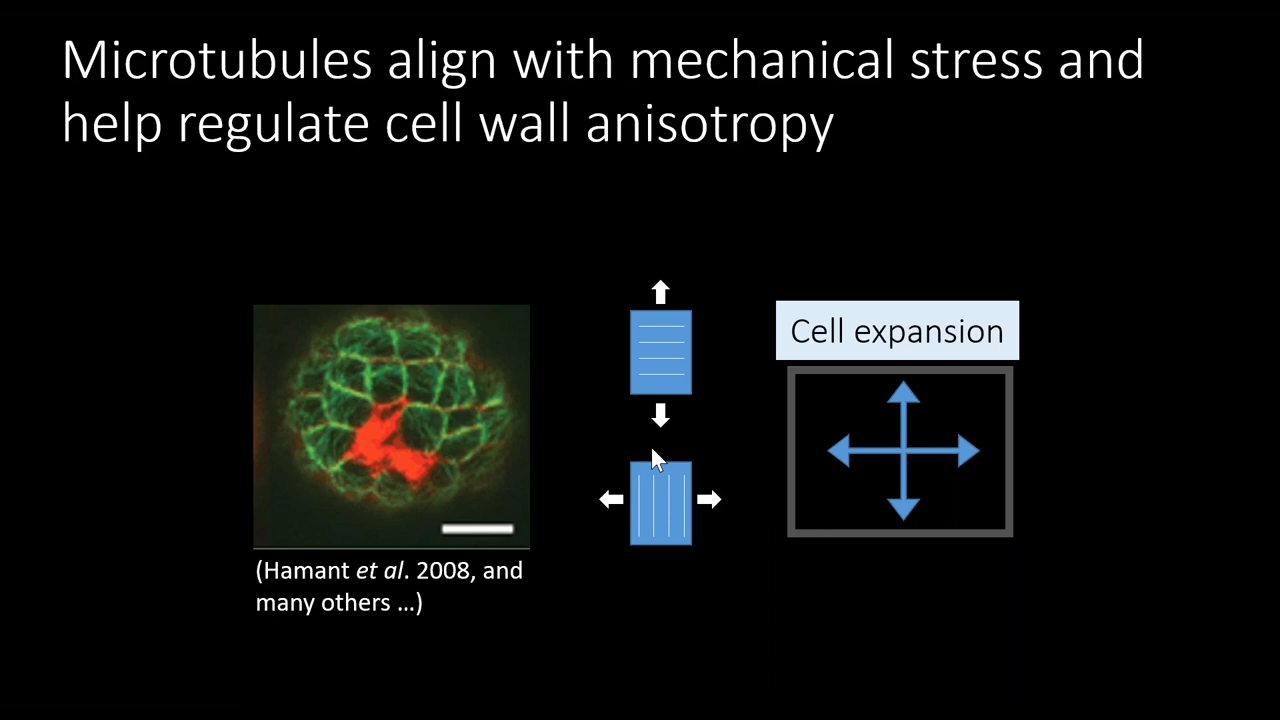 Microtubules align with mechanical stress and
help regulate cell wall anisotropy
Cell expansion
(Hamant et al. 2008, and
many others ...)